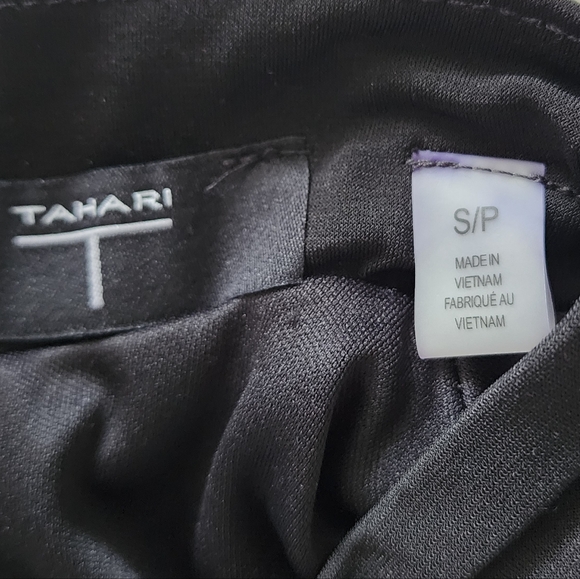 TAHARI
T
S/P
MADE IN
VIETNAM
FABRIQUÉ AU
VIETNAM